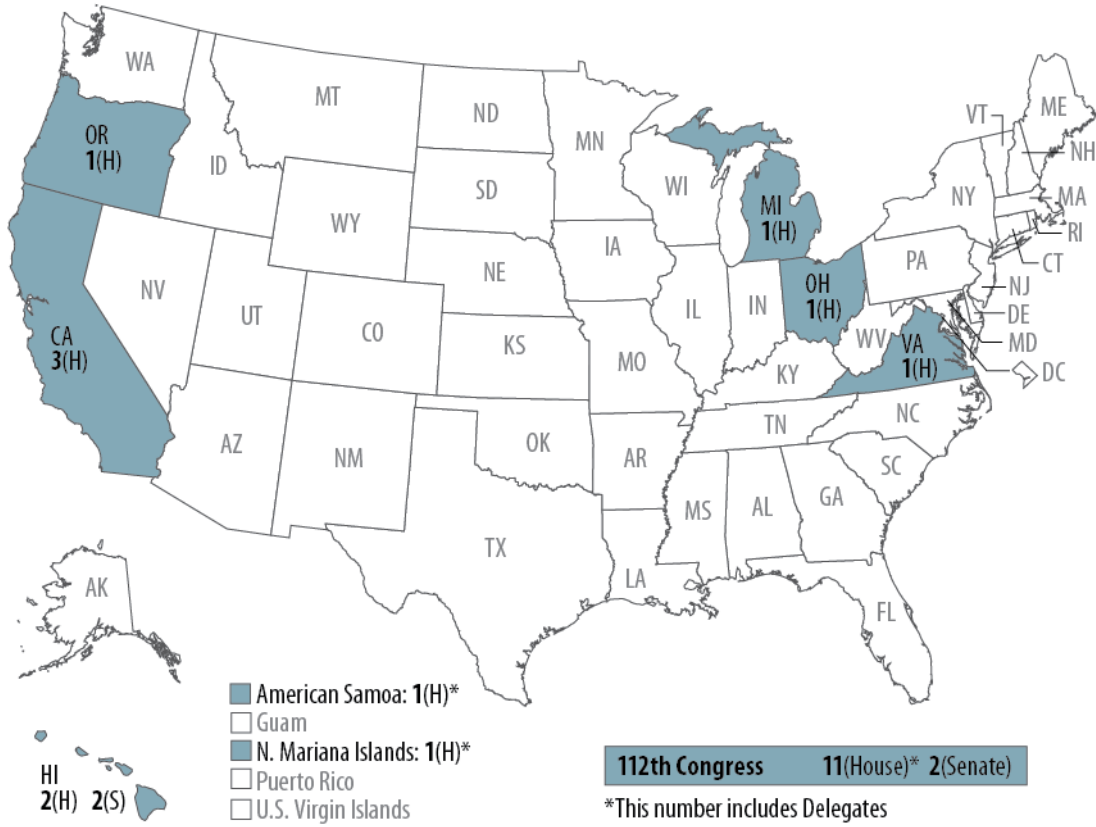 WA
MT
ND
MN
VT
ME
OR
1(H)
ID
SD
WI
NH
WY
MI
1(H)
NY
MA
IA
RI
NE
PA
CT
NV
UT
CO
IL
IN
OH
1(H)
NJ
CA
3(H)
KS
MO
WV
VA
1(H)
DE
MD
KY
DC
AZ
NM
OK
AR
TN
NC
SC
MS
AL
GA
TX
LA
AK
FL
American Samoa: 1(H)*
Guam
N. Mariana Islands: 1(H)*
Puerto Rico
U.S. Virgin Islands
HI
2(H) 2(S)
112th Congress 11(House)* 2(Senate)
*This number includes Delegates